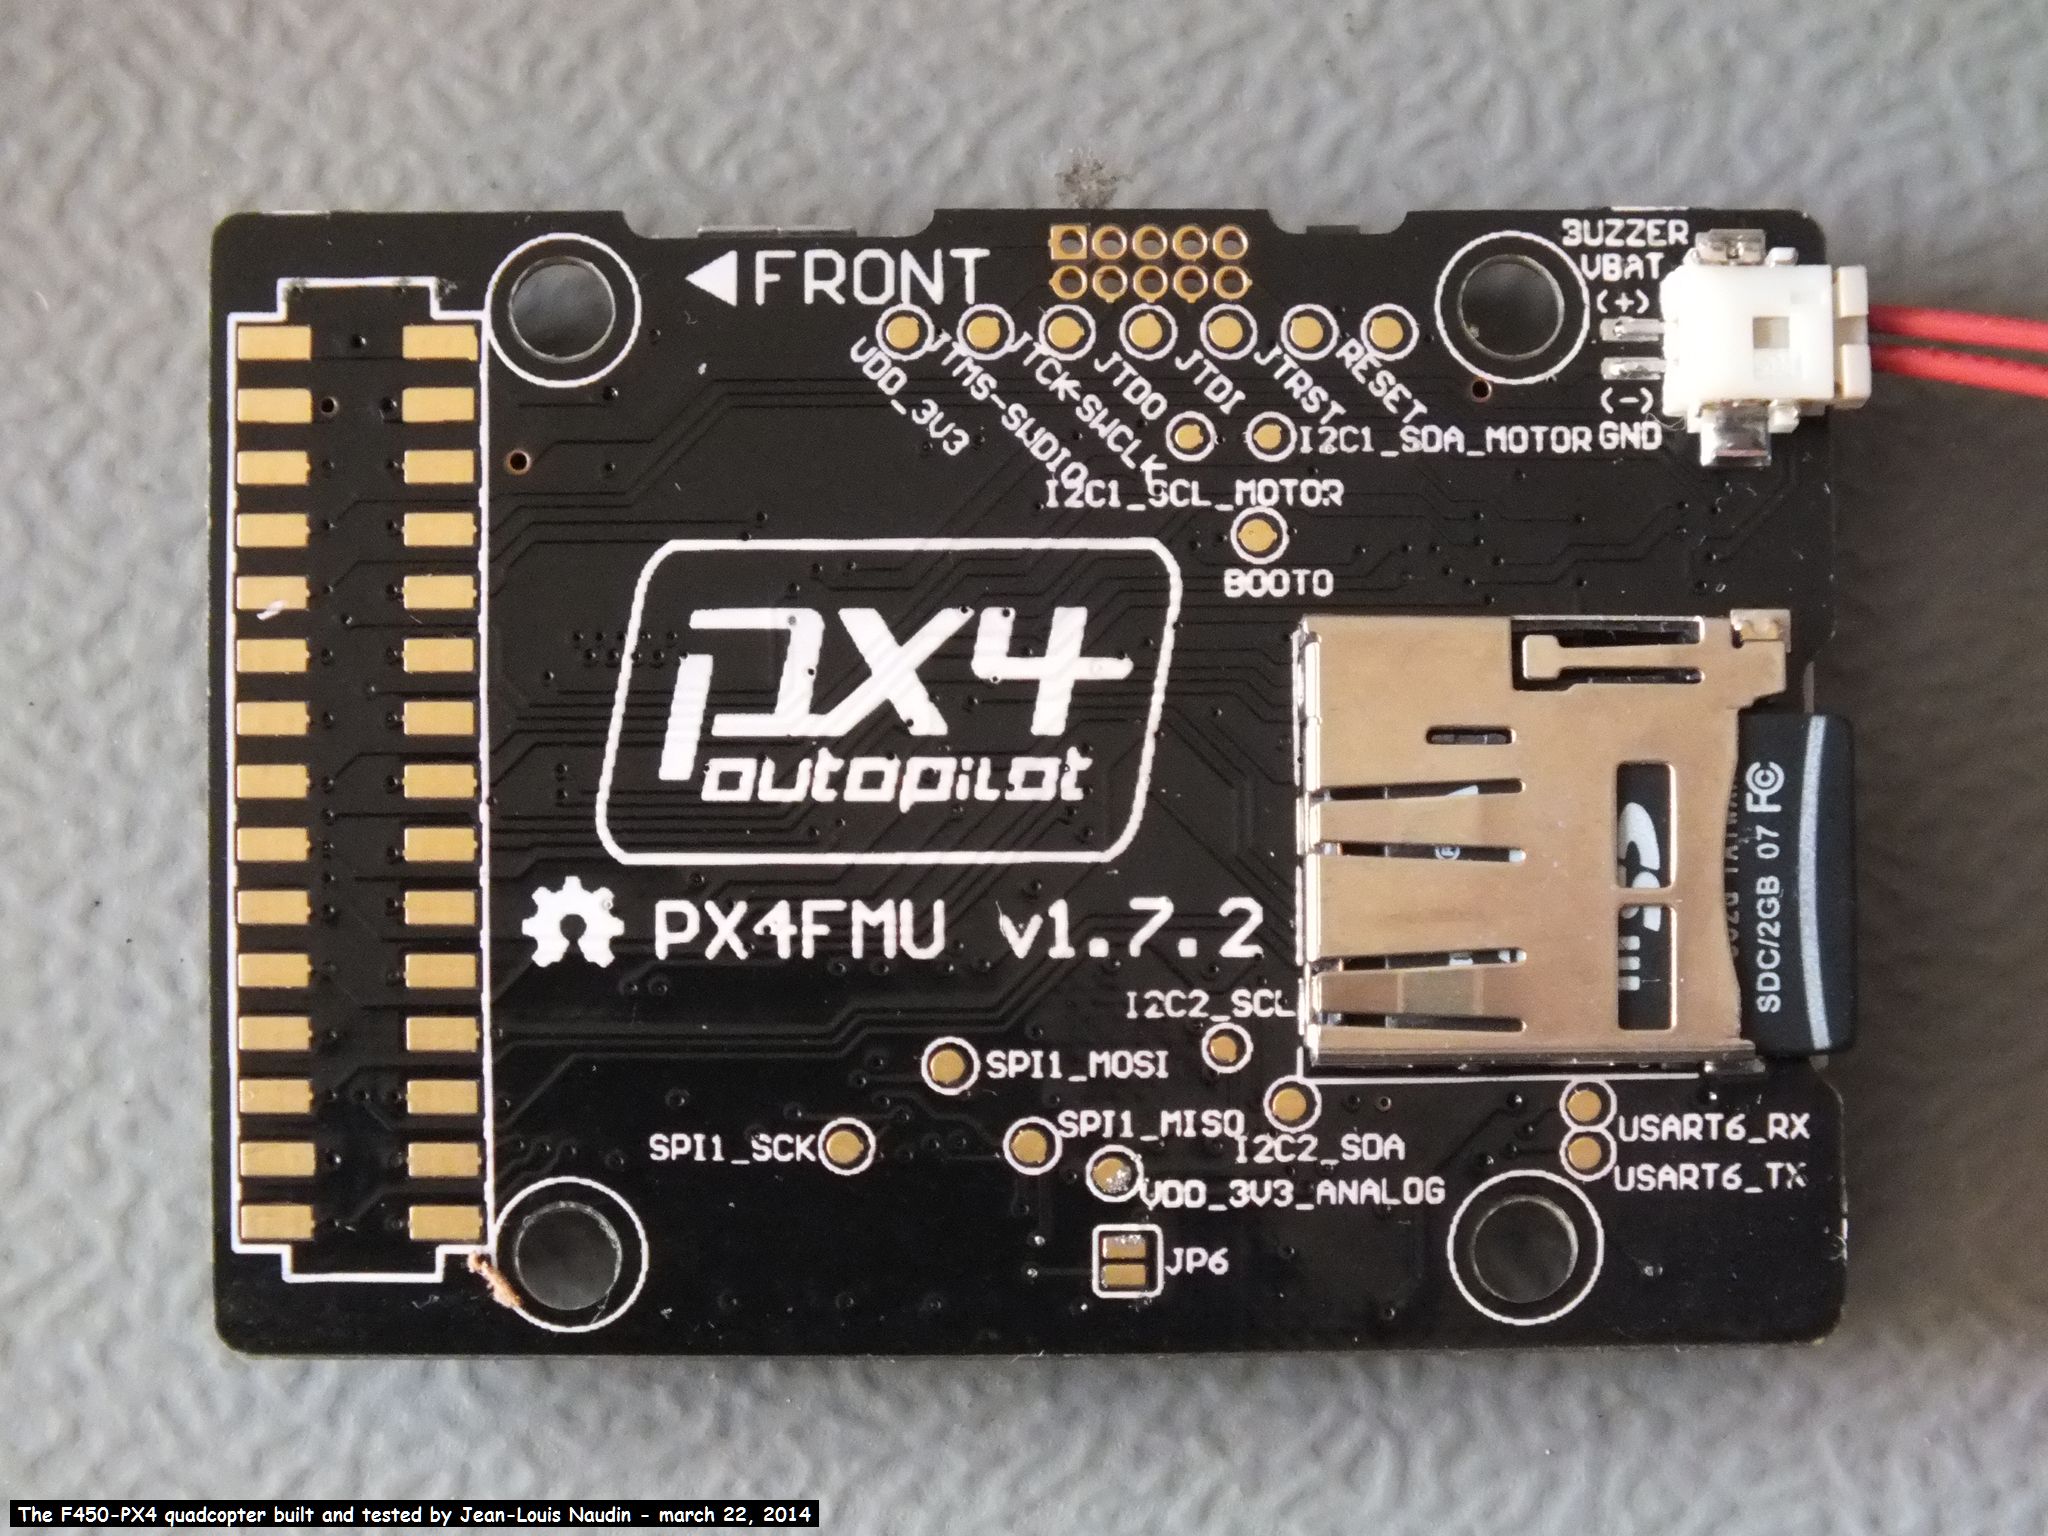 FRONT
BUZZER
VBAT
(+)
(-)
GND
VDD_3V3
JTMS-SWDIO
JTCK-SWCLK
JTDO
JTDI
JTRST
RESET
I2C1_SDA_MOTOR
I2C1_SCL_MOTOR
BOOT0
PX4
autopilot
PX4FMU v1.7.2
SDC/2GB 07 FC
I2C2_SCL
SPI1_MOSI
SPI1_MISO
SPI1_SCK
I2C2_SDA
VDD_3V3_ANALOG
USART6_RX
USART6_TX
JP6
The F450-PX4 quadcopter built and tested by Jean-Louis Naudin - march 22, 2014